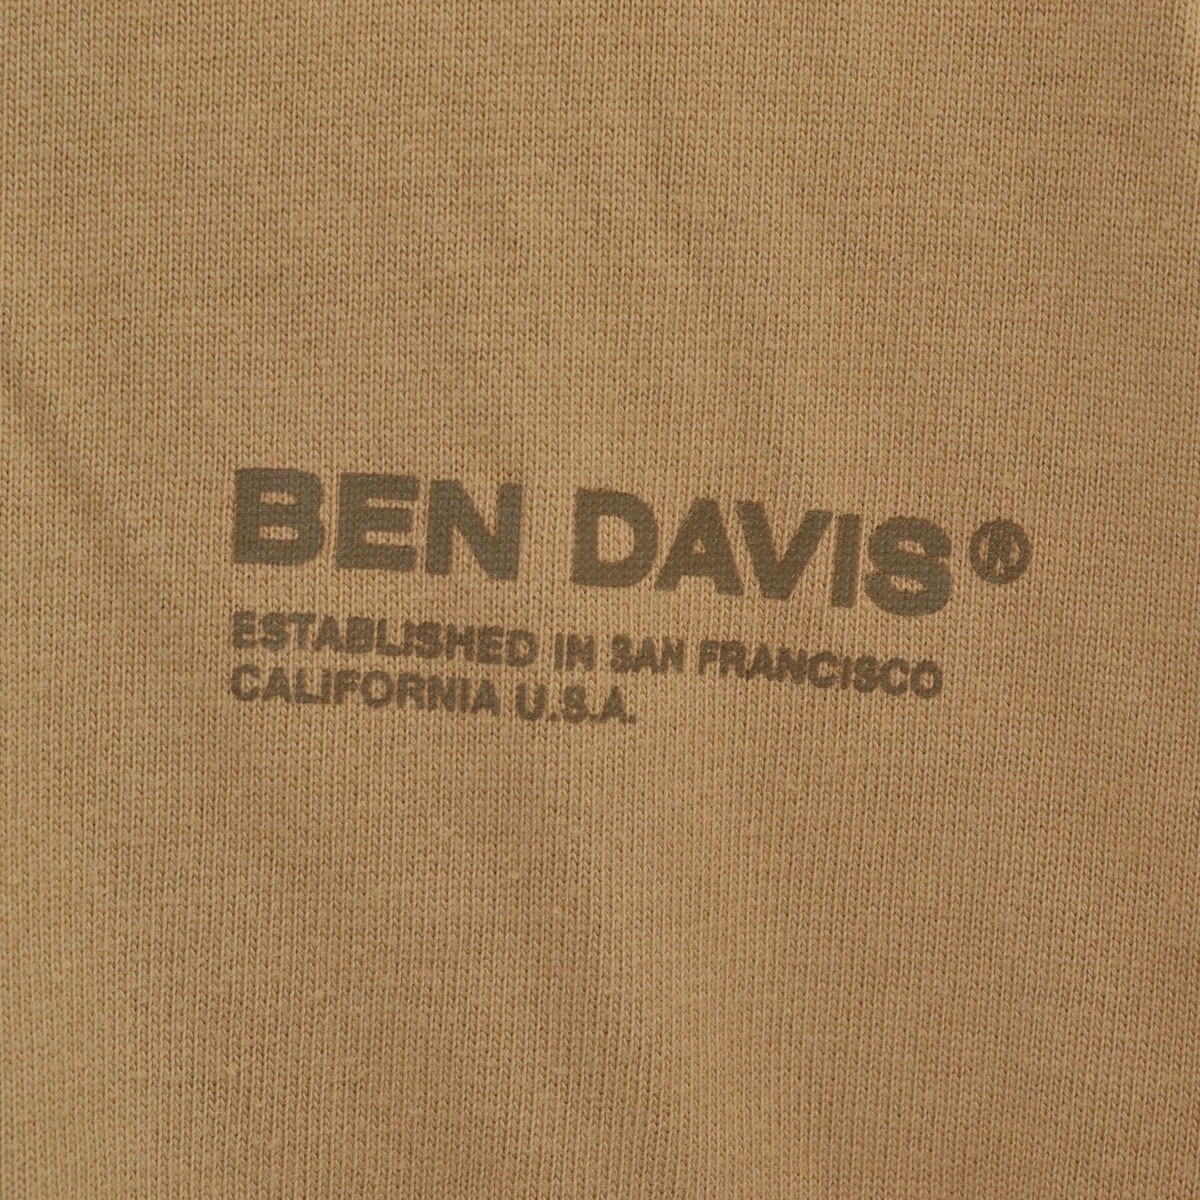 BEN DAVIS®
ESTABLISHED IN SAN FRANCISCO
CALIFORNIA U.S.A.